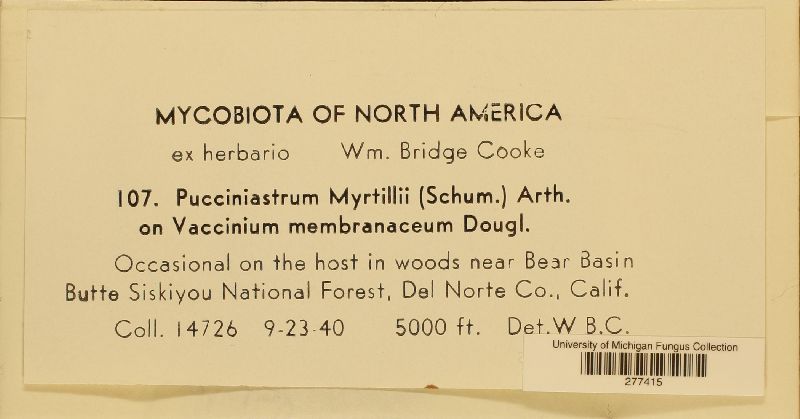 MYCOBIOTA OF NORTH AMERICA
ex herbario Wm. Bridge Cooke
107. Pucciniastrum Myrtillii (Schum.) Arth.
on Vaccinium membranaceum Dougl.
Occasional on the host in woods near Bear Basin
Butte Siskiyou National Forest, Del Norte Co., Calif.
Coll. 14726 9-23-40 5000 ft. Det. W B.C.
University of Michigan Fungus Collection
277415